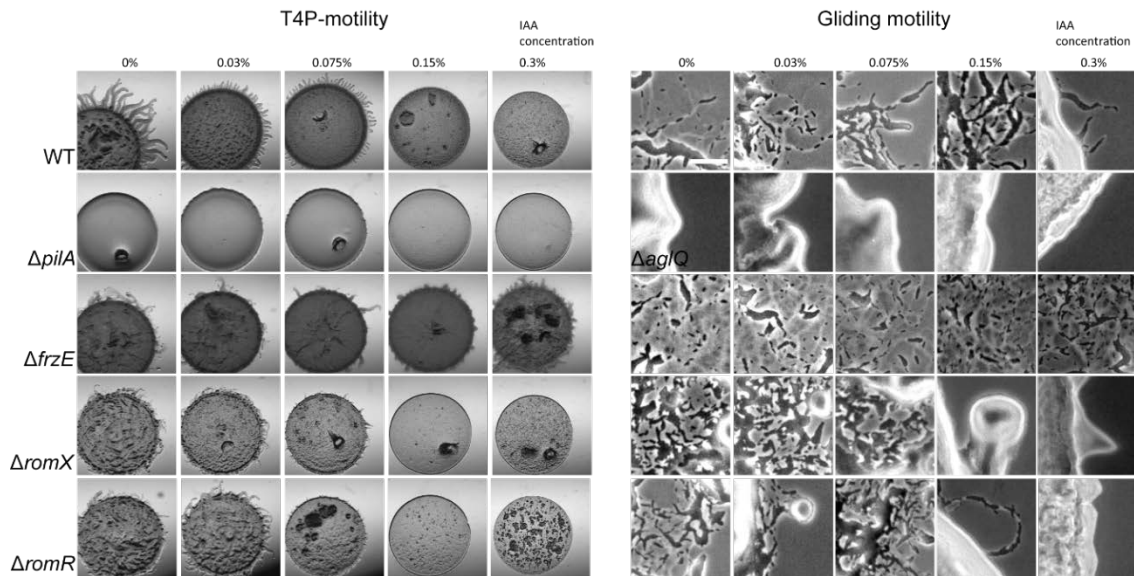 T4P-motility
IAA
concentration
0% 0.03% 0.075% 0.15% 0.3%
WT
ΔpilA
ΔfrzE
ΔromX
ΔromR
Gliding motility
IAA
concentration
0% 0.03% 0.075% 0.15% 0.3%
ΔaglQ